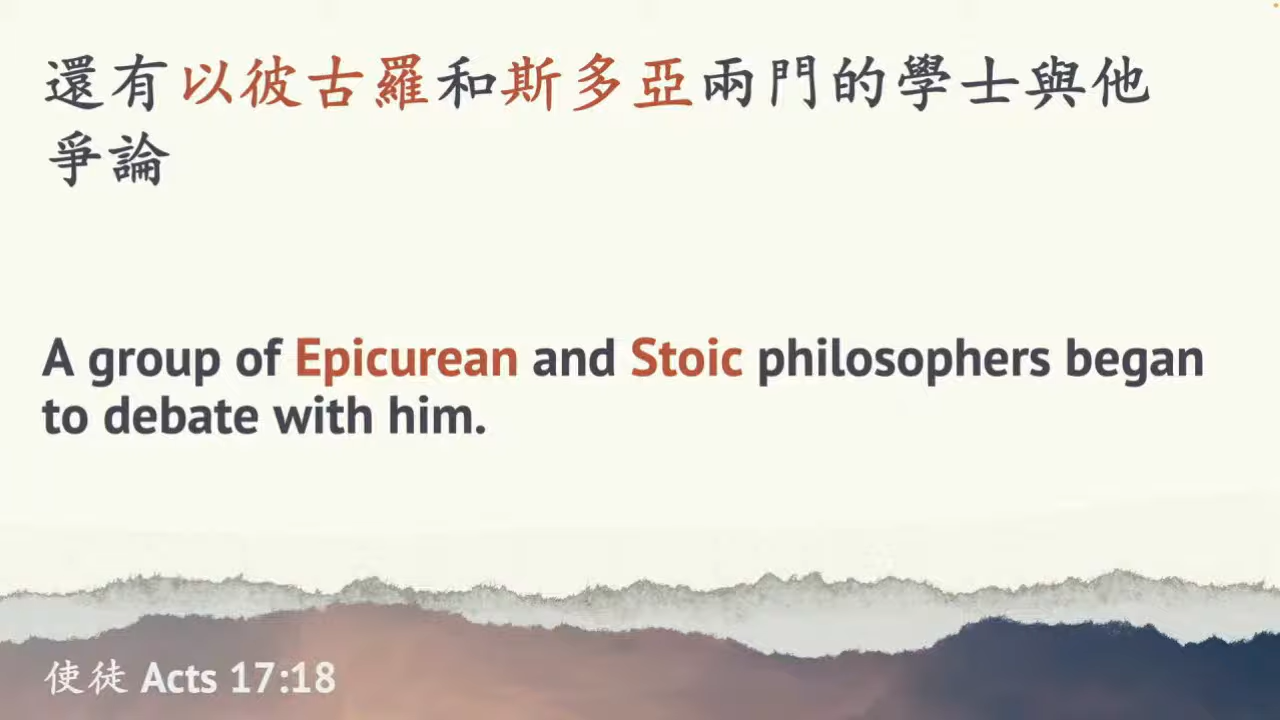 還有以彼古羅和斯多亞兩門的學士與他
爭論
A group of Epicurean and Stoic philosophers began
to debate with him.
使徒 Acts 17:18